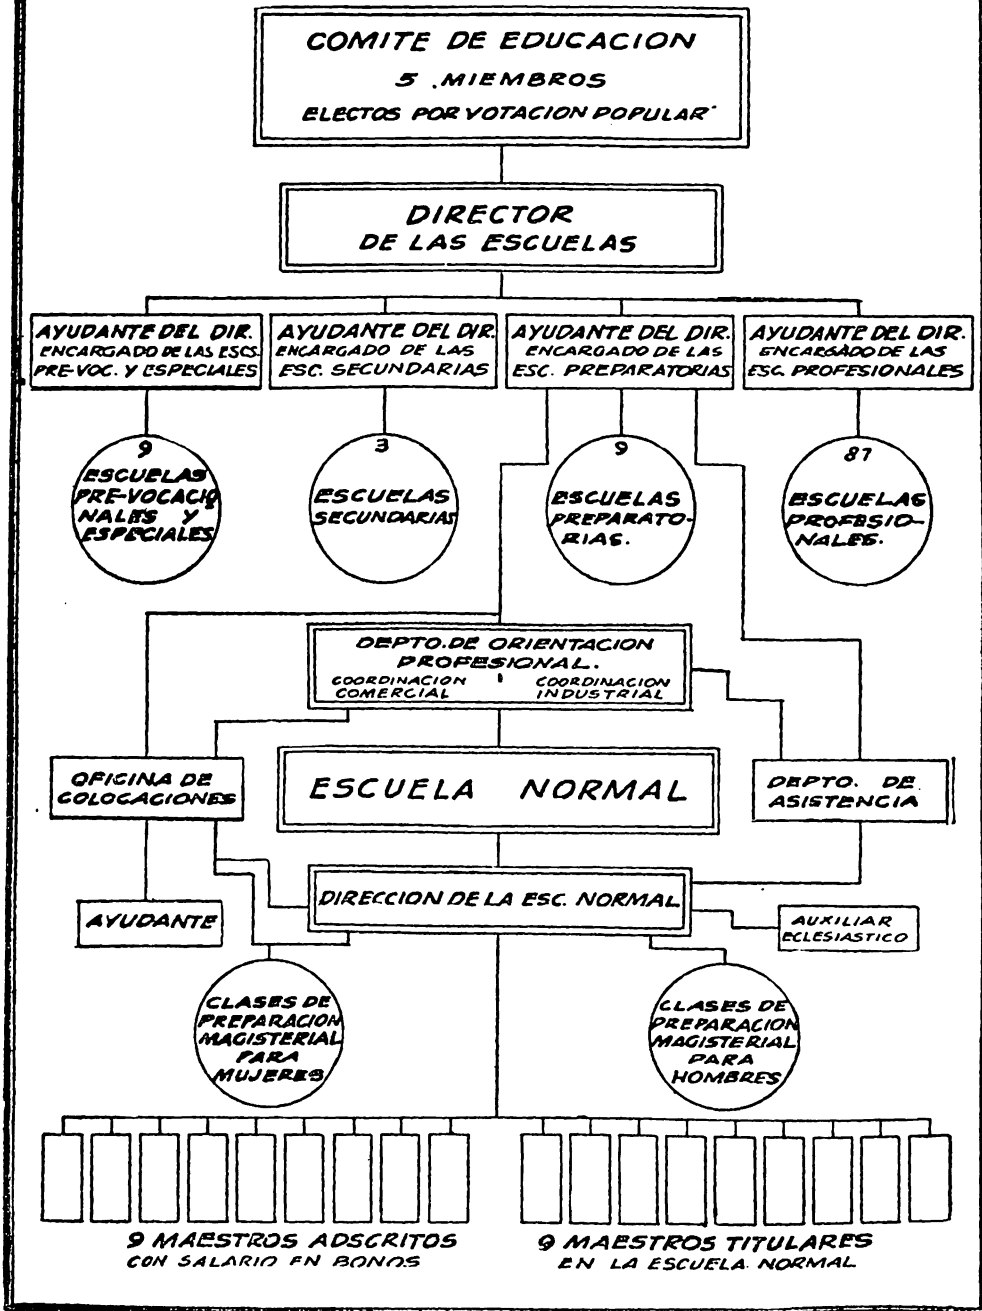 COMITE DE EDUCACION
5 .MIEMBROS
ELECTOS POR VOTACION POPULAR
DIRECTOR
DE LAS ESCUELAS
AYUDANTE DEL DIR.
ENCARGADO DE LAS ESCS.
PRE-VOC. Y ESPECIALES
AYUDANTE DEL DIR.
ENCARGADO DE LAS
ESC. SECUNDARIAS
AYUDANTE DEL DIR.
ENCARGADO DE LAS
ESC. PREPARATORIAS
AYUDANTE DEL DIR.
ENCARGADO DE LAS
ESC. PROFESIONALES
9
ESCUELAS
PRE-VOCACIO
NALES Y
ESPECIALES
3
ESCUELAS
SECUNDARIAS
9
ESCUELAS
PREPARATO-
RIAS.
87
ESCUELAS
PROFESIO-
NALES.
DEPTO. DE ORIENTACION
PROFESIONAL.
COORDINACION
COMERCIAL
COORDINACION
INDUSTRIAL
OFICINA DE
COLOCACIONES
ESCUELA NORMAL
DEPTO. DE
ASISTENCIA
DIRECCION DE LA ESC. NORMAL
AYUDANTE
AUXILIAR
ECLESIASTICO
CLASES DE
PREPARACION
MAGISTERIAL
PARA
MUJERES
CLASES DE
PREPARACION
MAGISTERIAL
PARA
HOMBRES
9 MAESTROS ADSCRITOS
CON SALARIO EN BONOS
9 MAESTROS TITULARES
EN LA ESCUELA NORMAL